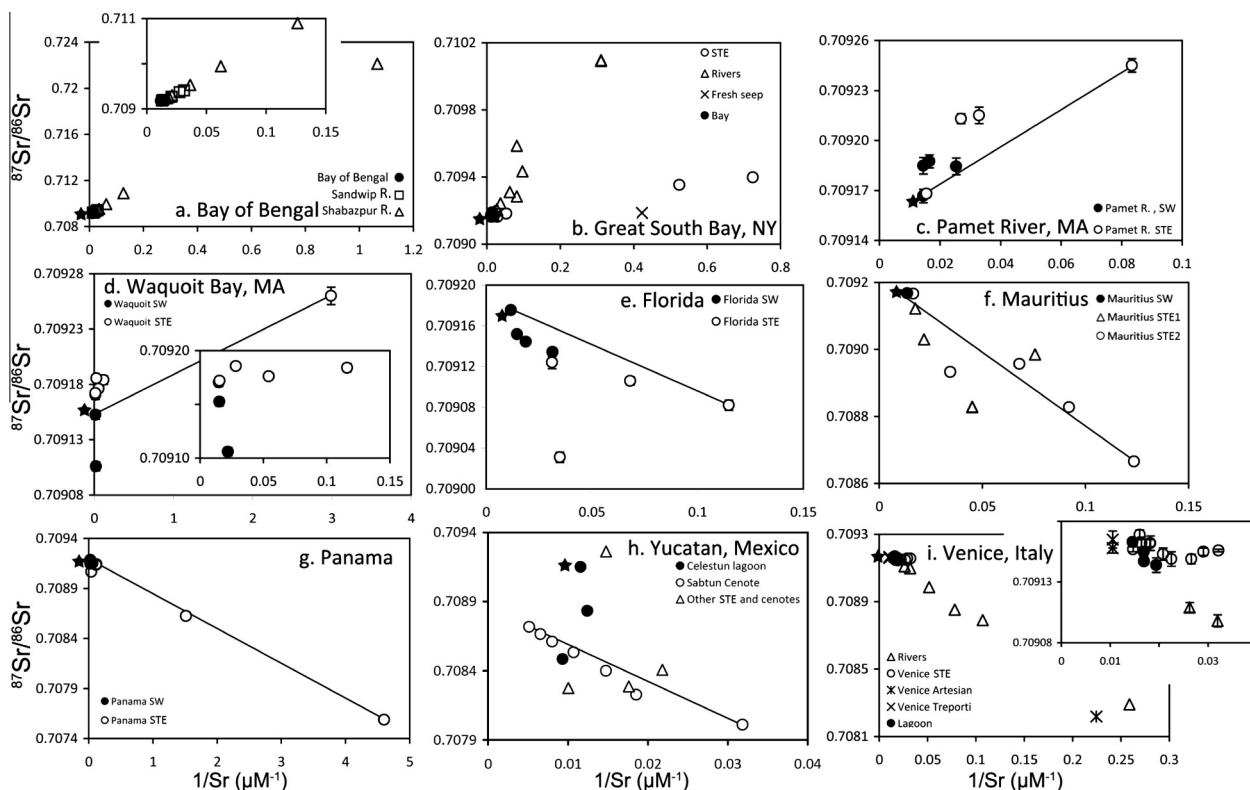 0.724
0.72
0.716
0.712
0.708
⁸⁷Sr/⁸⁶Sr
0.711
0.709
0 0.05 0.1 0.15
Bay of Bengal
Sandwip R.
a. Bay of Bengal Shabazpur R.
0 0.2 0.4 0.6 0.8 1 1.2
0.7102
0.7098
0.7094
0.7090
STE
Rivers
Fresh seep
Bay
b. Great South Bay, NY
0.0 0.2 0.4 0.6 0.8
0.70926
0.70923
0.70920
0.70917
0.70914
Pamet R. , SW
c. Pamet River, MA Pamet R. STE
0 0.02 0.04 0.06 0.08 0.1
0.70928
0.70923
0.70918
0.70913
0.70908
⁸⁷Sr/⁸⁶Sr
d. Waquoit Bay, MA
Waquoit SW
Waquoit STE
0.70920
0.70910
0 0.05 0.1 0.15
0 1 2 3 4
0.70920
0.70916
0.70912
0.70908
0.70904
0.70900
e. Florida
Florida SW
Florida STE
0 0.05 0.1 0.15
0.7092
0.7090
0.7088
0.7086
f. Mauritius
Mauritius SW
Mauritius STE1
Mauritius STE2
0 0.05 0.1 0.15
0.7094
0.7089
0.7084
0.7079
0.7074
⁸⁷Sr/⁸⁶Sr
g. Panama
Panama SW
Panama STE
0 1 2 3 4 5
1/Sr (µM⁻¹)
0.7094
0.7089
0.7084
0.7079
h. Yucatan, Mexico
Celestun lagoon
Sabtun Cenote
Other STE and cenotes
0 0.01 0.02 0.03 0.04
1/Sr (µM⁻¹)
0.7093
0.7089
0.7085
0.7081
i. Venice, Italy
0.70913
0.70908
0 0.01 0.03
Rivers
Venice STE
Venice Artesian
Venice Treporti
Lagoon
0 0.05 0.1 0.15 0.2 0.25 0.3
1/Sr (µM⁻¹)